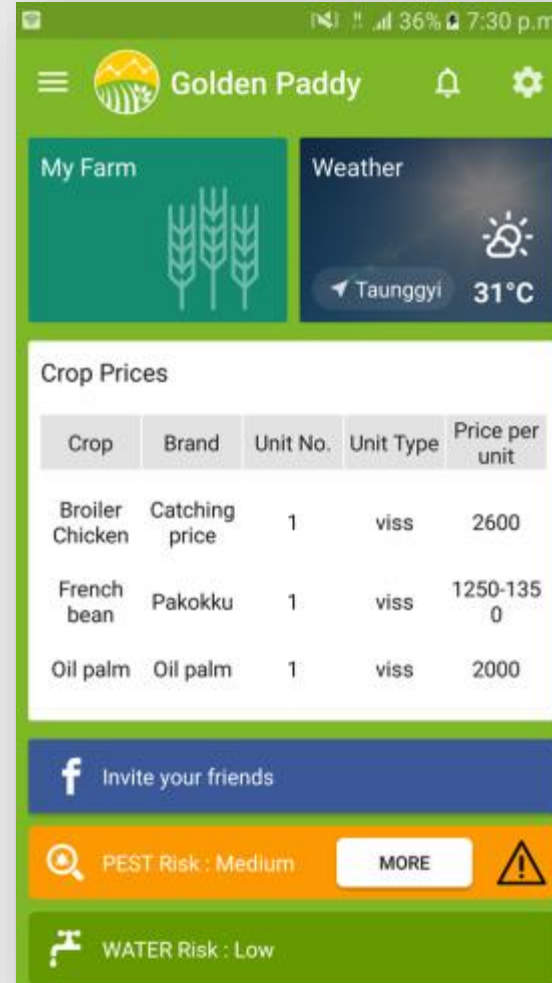 36% 7:30 p.m
Golden Paddy
My Farm
Weather
Taunggyi 31°C
Crop Prices
Crop Brand Unit No. Unit Type Price per unit
Broiler Chicken Catching price 1 viss 2600
French bean Pakokku 1 viss 1250-1350
Oil palm Oil palm 1 viss 2000
f Invite your friends
PEST Risk : Medium MORE
WATER Risk : Low